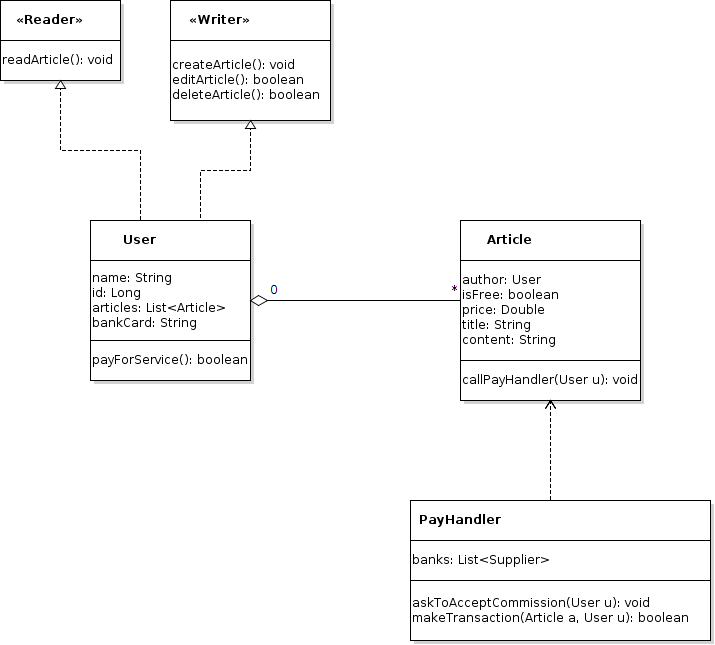 «Reader»
readArticle(): void
«Writer»
createArticle(): void
editArticle(): boolean
deleteArticle(): boolean
User
name: String
id: Long
articles: List<Article>
bankCard: String
payForService(): boolean
0
*
Article
author: User
isFree: boolean
price: Double
title: String
content: String
callPayHandler(User u): void
PayHandler
banks: List<Supplier>
askToAcceptCommission(User u): void
makeTransaction(Article a, User u): boolean